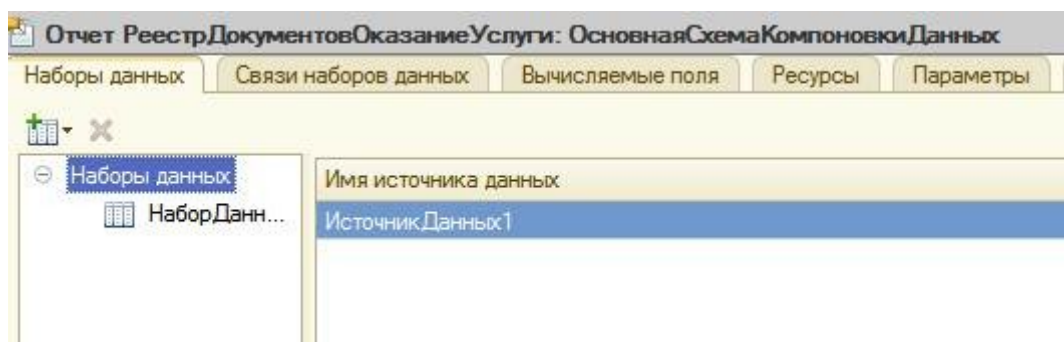 Отчет РеестрДокументовОказаниеУслуги: ОсновнаяСхемаКомпоновкиДанных
Наборы данных Связи наборов данных Вычисляемые поля Ресурсы Параметры
Наборы данных Имя источника данных
НаборДанн... ИсточникДанных1